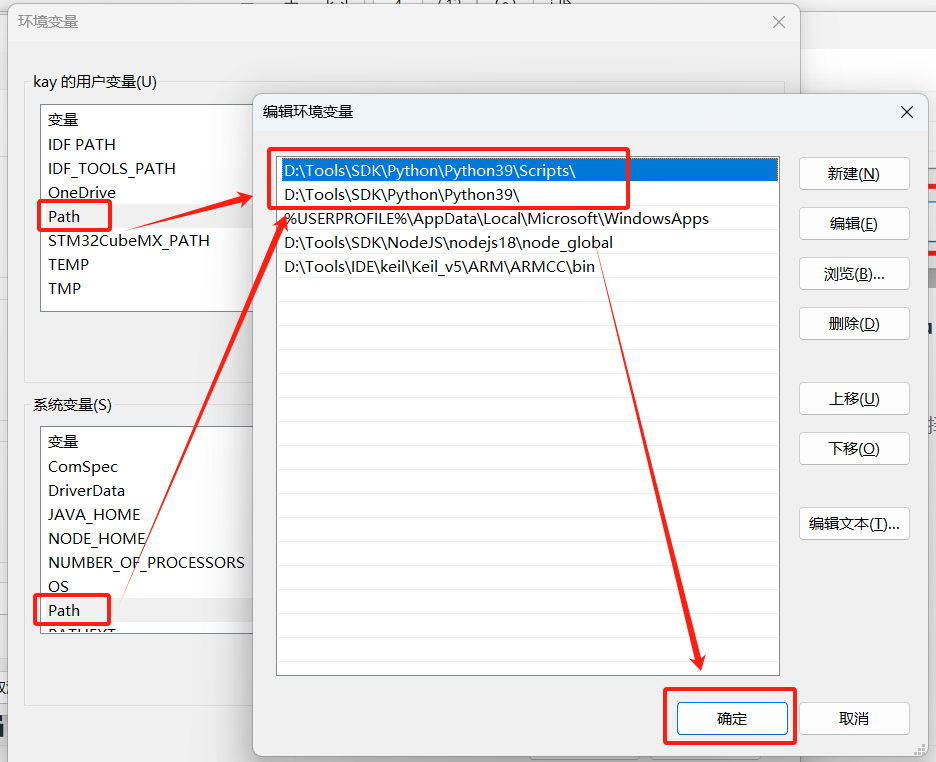 环境变量
kay 的用户变量(U)
变量
IDF PATH
IDF_TOOLS_PATH
OneDrive
Path
STM32CubeMX_PATH
TEMP
TMP
系统变量(S)
变量
ComSpec
DriverData
JAVA_HOME
NODE_HOME
NUMBER_OF_PROCESSORS
OS
Path
PATHEXT
编辑环境变量
D:\Tools\SDK\Python\Python39\Scripts\
D:\Tools\SDK\Python\Python39\
%USERPROFILE%\AppData\Local\Microsoft\WindowsApps
D:\Tools\SDK\NodeJS\nodejs18\node_global
D:\Tools\IDE\keil\Keil_v5\ARM\ARMCC\bin
新建(N)
编辑(E)
浏览(B)...
删除(D)
上移(U)
下移(O)
编辑文本(T)...
确定
取消